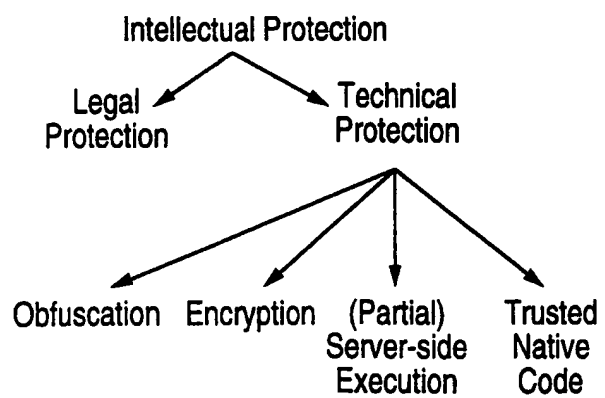 Intellectual Protection
Legal
Protection
Technical
Protection
Obfuscation
Encryption
(Partial)
Server-side
Execution
Trusted
Native
Code